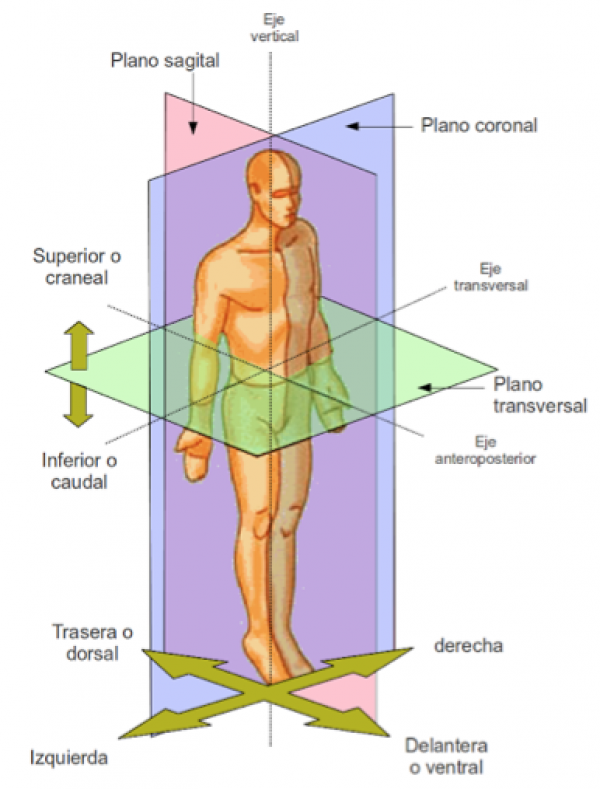 Eje
vertical
Plano sagital
Plano coronal
Superior o
craneal
Eje
transversal
Plano
transversal
Eje
anteroposterior
Inferior o
caudal
Trasera o
dorsal
derecha
Izquierda
Delantera
o ventral